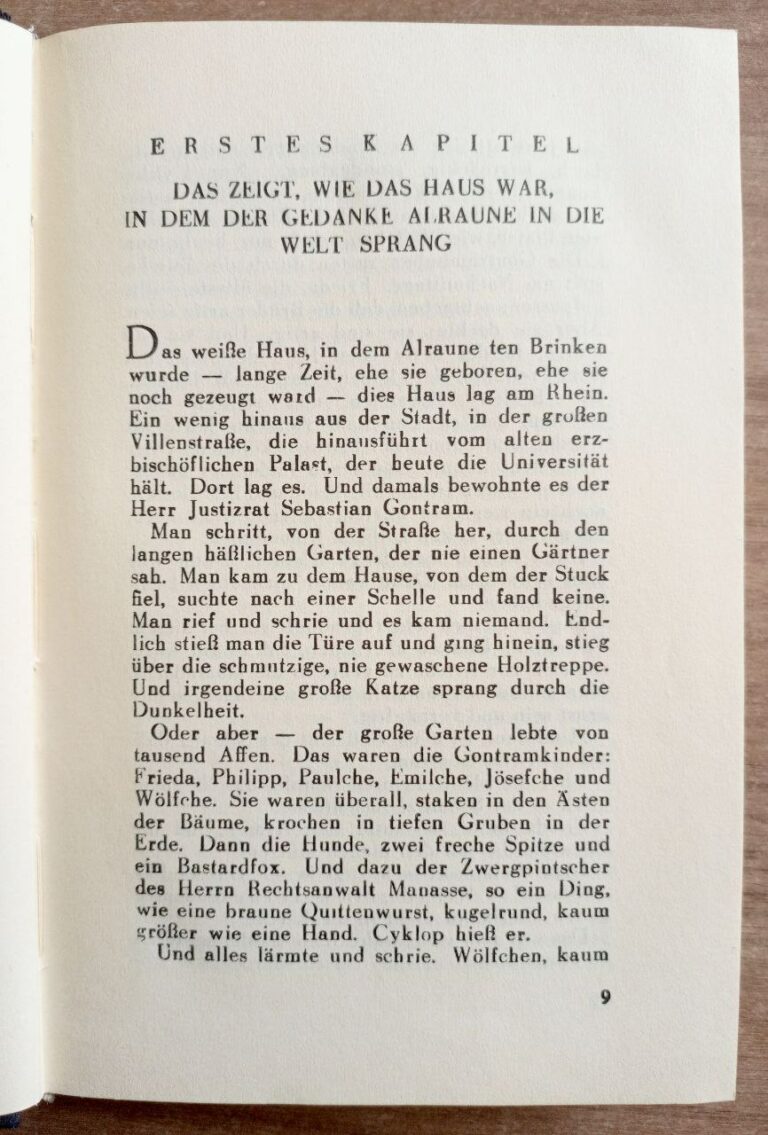 ERSTES KAPITEL
DAS ZEIGT, WIE DAS HAUS WAR,
IN DEM DER GEDANKE ALRAUNE IN DIE
WELT SPRANG
Das weiße Haus, in dem Alraune ten Brinken
wurde — lange Zeit, ehe sie geboren, ehe sie
noch gezeugt ward — dies Haus lag am Rhein.
Ein wenig hinaus aus der Stadt, in der großen
Villenstraße, die hinausführt vom alten erz-
bischöflichen Palast, der heute die Universität
hält. Dort lag es. Und damals bewohnte es der
Herr Justizrat Sebastian Gontram.
Man schritt, von der Straße her, durch den
langen häßlichen Garten, der nie einen Gärtner
sah. Man kam zu dem Hause, von dem der Stuck
fiel, suchte nach einer Schelle und fand keine.
Man rief und schrie und es kam niemand. End-
lich stieß man die Türe auf und ging hinein, stieg
über die schmutzige, nie gewaschene Holztreppe.
Und irgendeine große Katze sprang durch die
Dunkelheit.
Oder aber — der große Garten lebte von
tausend Affen. Das waren die Gontramkinder:
Frieda, Philipp, Paulche, Emilche, Jösefche und
Wölfche. Sie waren überall, staken in den Ästen
der Bäume, krochen in tiefen Gruben in der
Erde. Dann die Hunde, zwei freche Spitze und
ein Bastardfox. Und dazu der Zwergpintscher
des Herrn Rechtsanwalt Manasse, so ein Ding,
wie eine braune Quittenwurst, kugelrund, kaum
größer wie eine Hand. Cyklop hieß er.
Und alles lärmte und schrie. Wölfchen, kaum
9